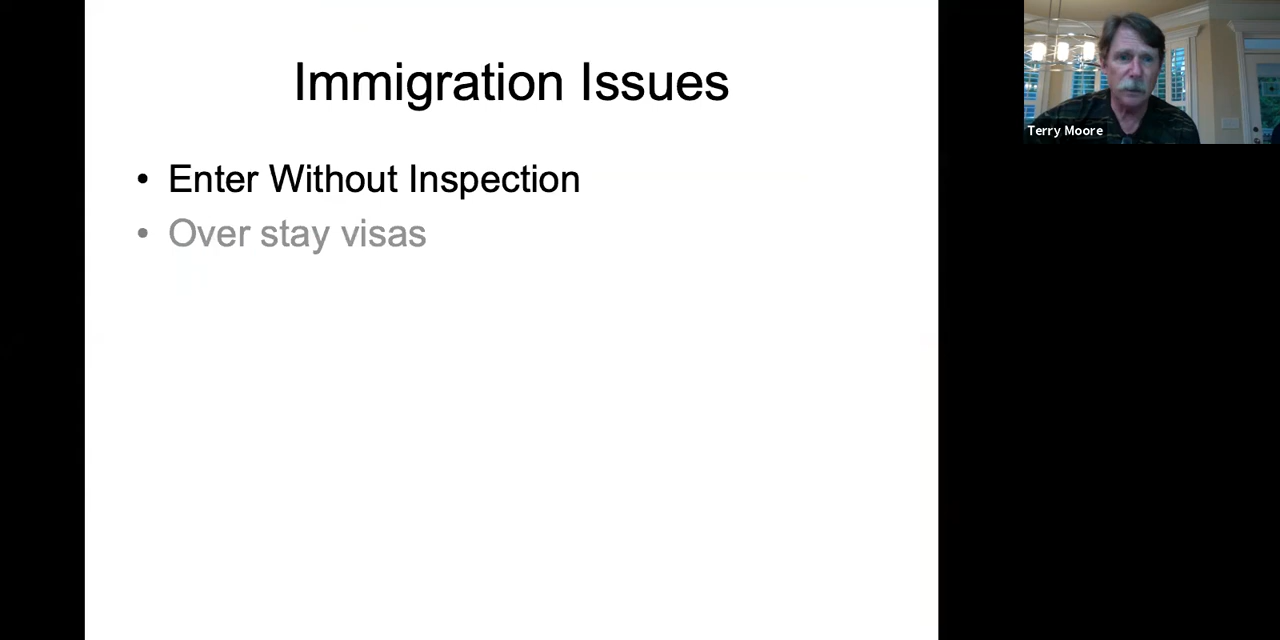 Immigration Issues
• Enter Without Inspection
• Over stay visas
Terry Moore